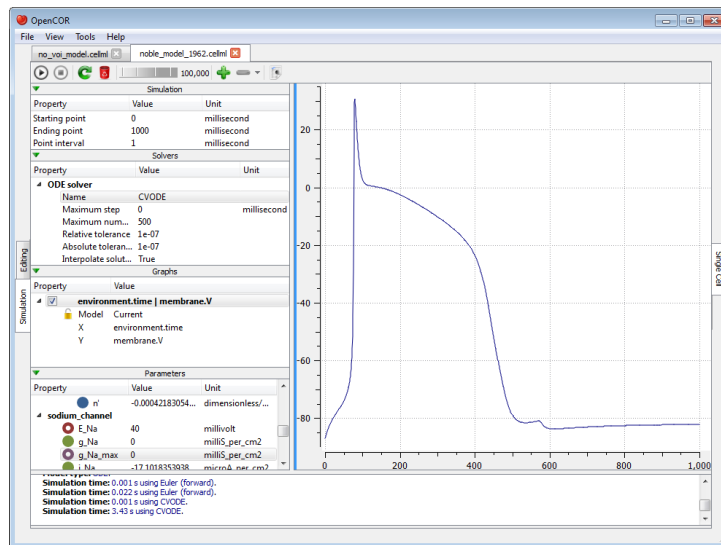 OpenCOR
File View Tools Help
no_voi_model.cellml noble_model_1962.cellml
100,000
Simulation
Property Value Unit
Starting point 0 millisecond
Ending point 1000 millisecond
Point interval 1 millisecond
Solvers
Property Value Unit
ODE solver
Name CVODE
Maximum step 0 millisecond
Maximum num... 500
Relative tolerance 1e-07
Absolute toleran... 1e-07
Interpolate solut... True
Graphs
Property Value
environment.time | membrane.V
Model Current
X environment.time
Y membrane.V
Parameters
Property Value Unit
n' -0.00042183054... dimensionless/...
sodium_channel
E_Na 40 millivolt
g_Na 0 milliS_per_cm2
g_Na_max 0 milliS_per_cm2
i_Na -17.1018353938 microA_per_cm2
Simulation time: 0.001 s using Euler (forward).
Simulation time: 0.022 s using Euler (forward).
Simulation time: 0.001 s using CVODE.
Simulation time: 3.43 s using CVODE.
Editing
Simulation
20
0
-20
-40
-60
-80
0 200 400 600 800 1,000